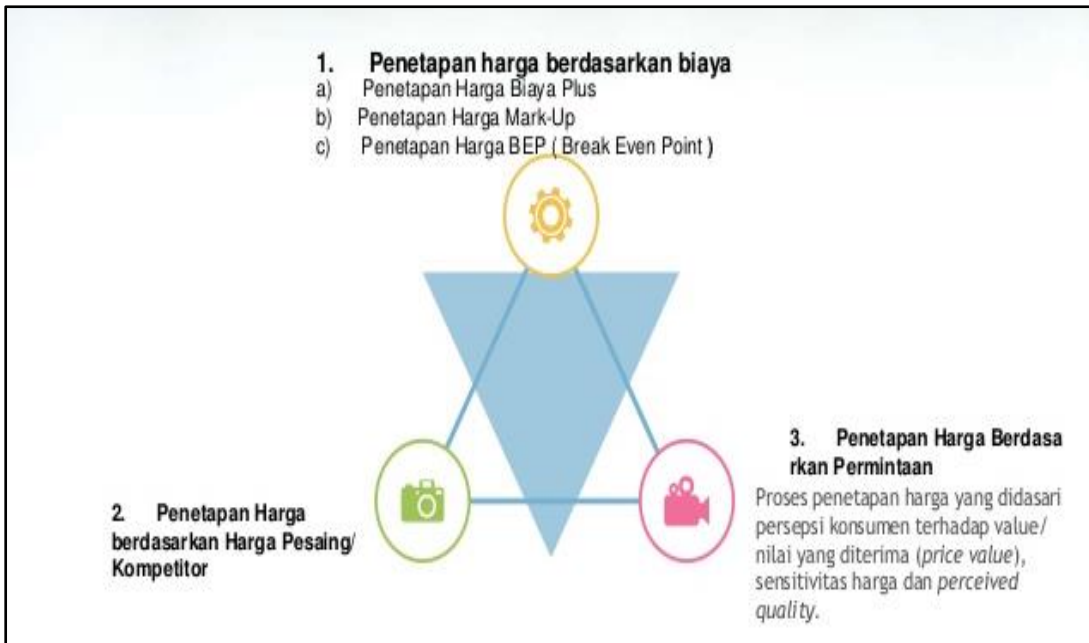 1. Penetapan harga berdasarkan biaya
a) Penetapan Harga Biaya Plus
b) Penetapan Harga Mark-Up
c) Penetapan Harga BEP ( Break Even Point )
2. Penetapan Harga
berdasarkan Harga Pesaing/
Kompetitor
3. Penetapan Harga Berdasa
rkan Permintaan
Proses penetapan harga yang didasari
persepsi konsumen terhadap value/
nilai yang diterima (price value),
sensitivitas harga dan perceived
quality.